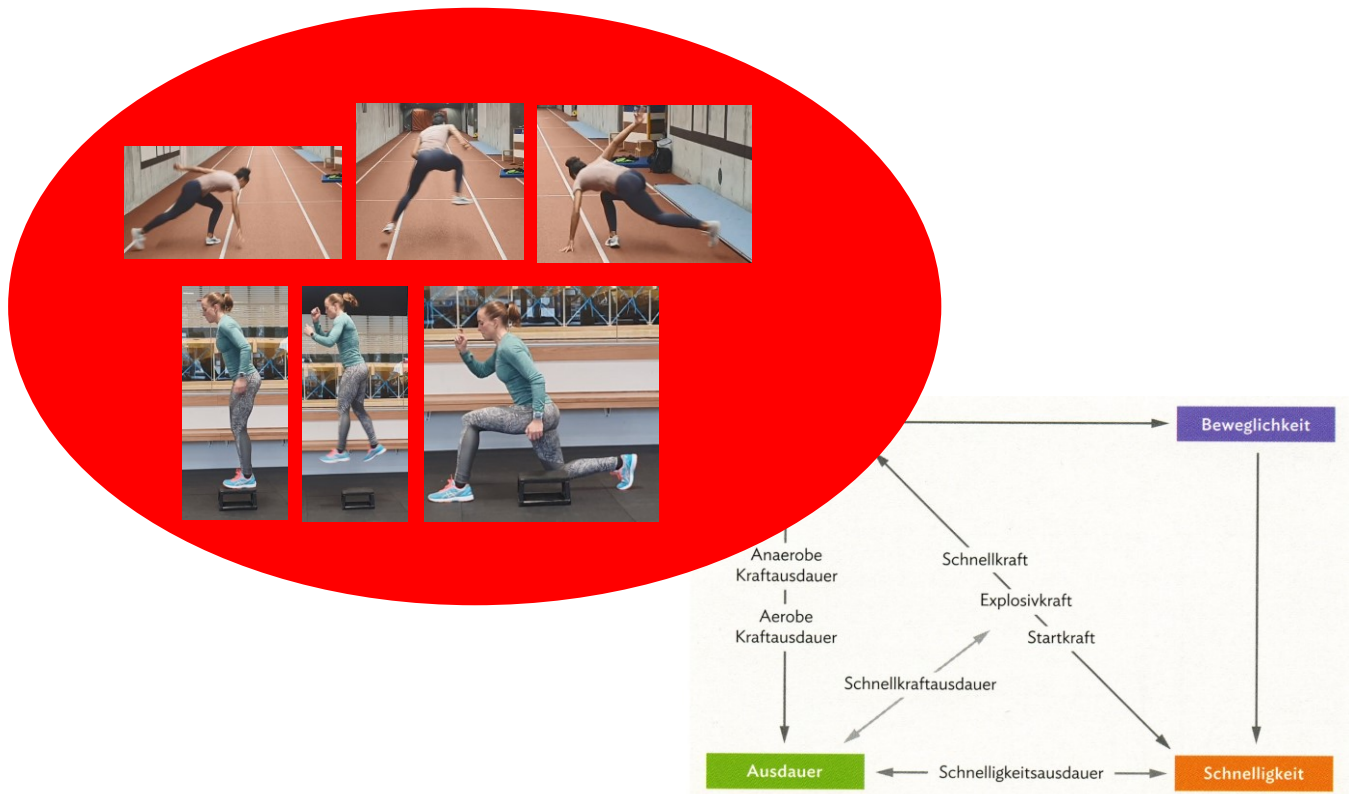 Beweglichkeit
Anaerobe
Kraftausdauer
Schnellkraft
Explosivkraft
Aerobe
Kraftausdauer
Startkraft
Schnellkraftausdauer
Ausdauer
Schnelligkeitsausdauer
Schnelligkeit